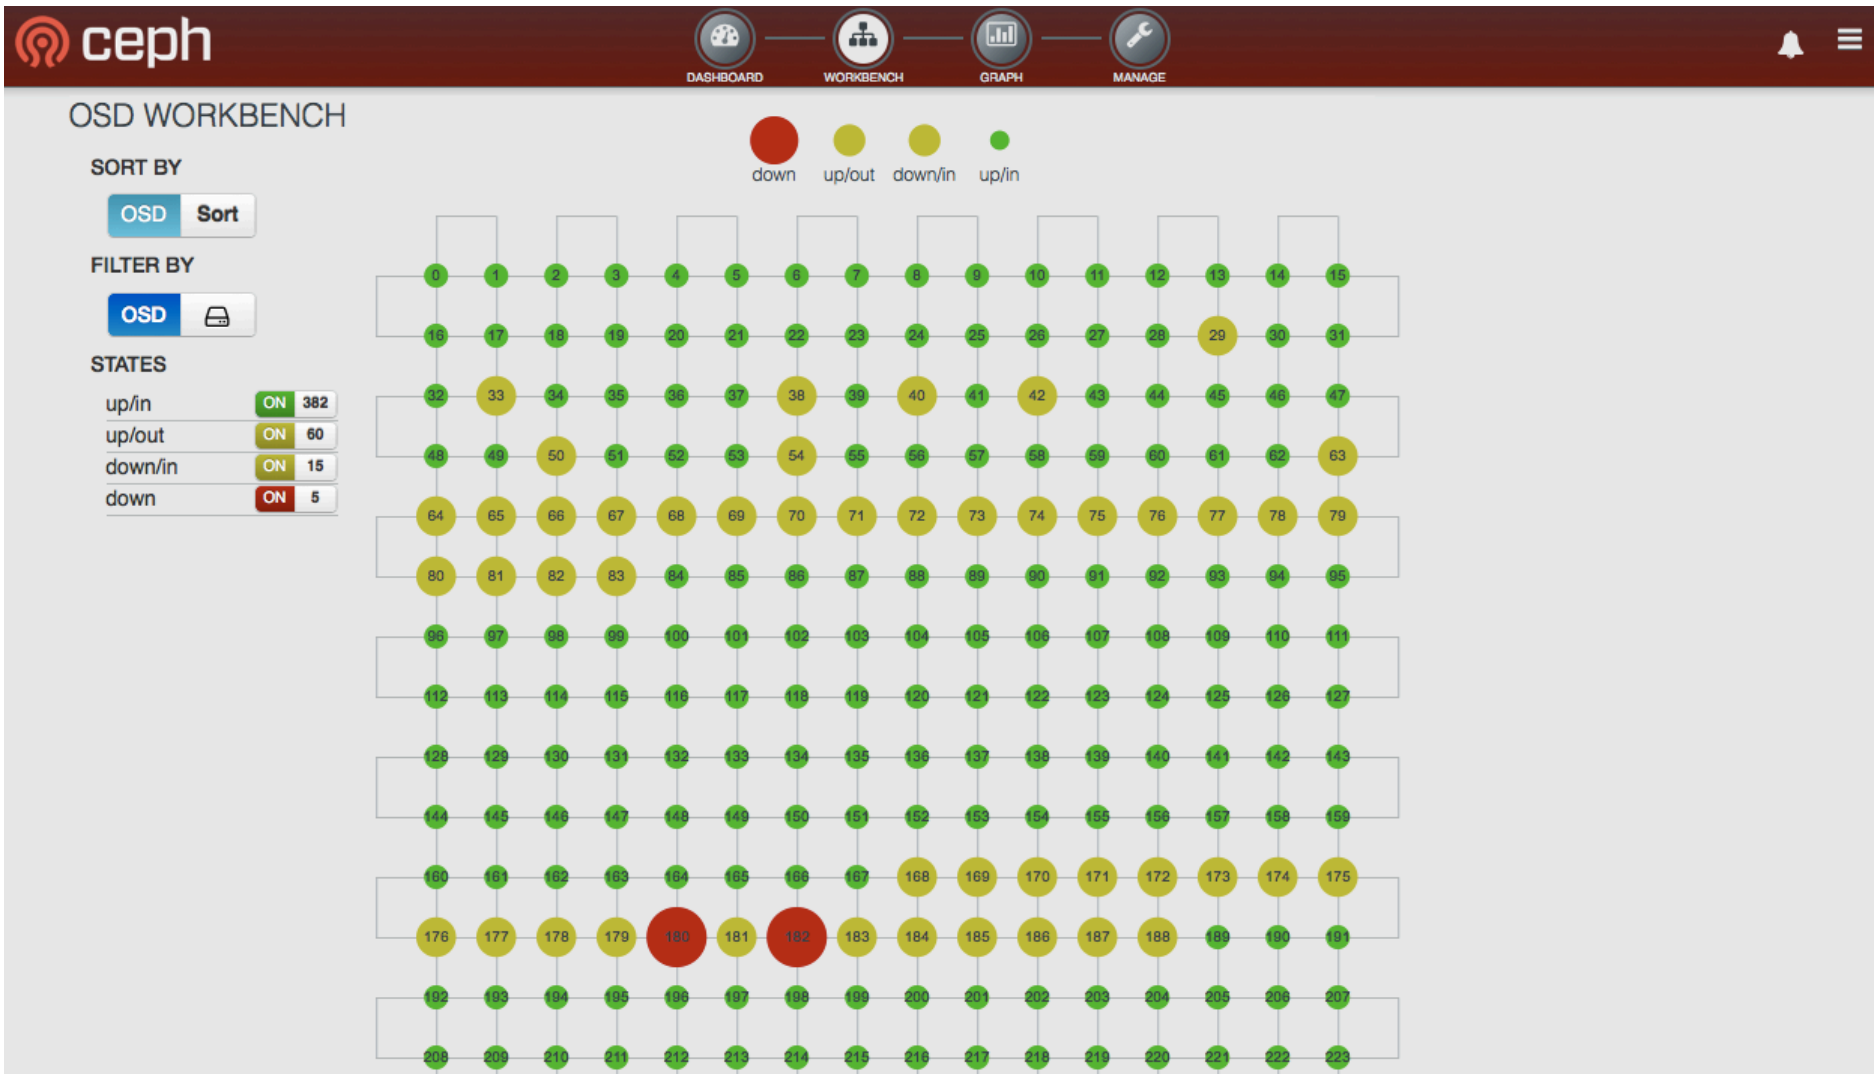 ceph
DASHBOARD WORKBENCH GRAPH MANAGE
OSD WORKBENCH
down up/out down/in up/in
SORT BY
OSD Sort
FILTER BY
OSD
STATES
up/in ON 382
up/out ON 60
down/in ON 15
down ON 5
0 1 2 3 4 5 6 7 8 9 10 11 12 13 14 15
16 17 18 19 20 21 22 23 24 25 26 27 28 29 30 31
32 33 34 35 36 37 38 39 40 41 42 43 44 45 46 47
48 49 50 51 52 53 54 55 56 57 58 59 60 61 62 63
64 65 66 67 68 69 70 71 72 73 74 75 76 77 78 79
80 81 82 83 84 85 86 87 88 89 90 91 92 93 94 95
96 97 98 99 100 101 102 103 104 105 106 107 108 109 110 111
112 113 114 115 116 117 118 119 120 121 122 123 124 125 126 127
128 129 130 131 132 133 134 135 136 137 138 139 140 141 142 143
144 145 146 147 148 149 150 151 152 153 154 155 156 157 158 159
160 161 162 163 164 165 166 167 168 169 170 171 172 173 174 175
176 177 178 179 180 181 182 183 184 185 186 187 188 189 190 191
192 193 194 195 196 197 198 199 200 201 202 203 204 205 206 207
208 209 210 211 212 213 214 215 216 217 218 219 220 221 222 223